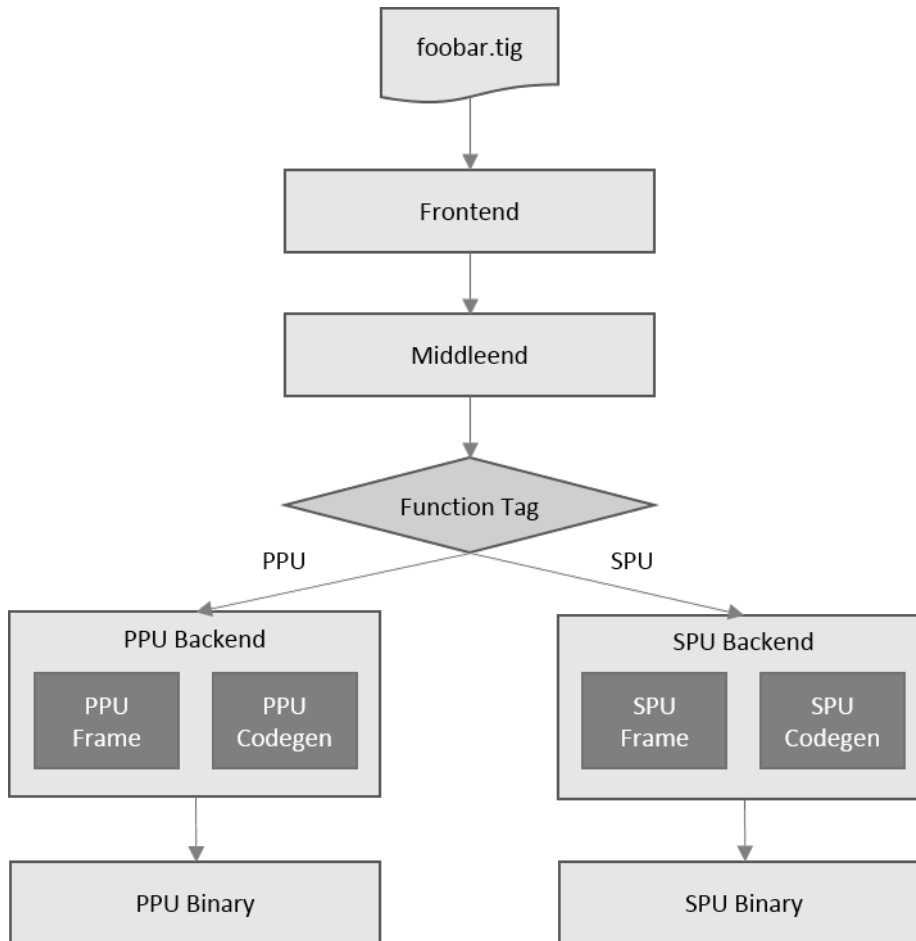 foobar.tig
Frontend
Middleend
Function Tag
PPU
SPU
PPU Backend
PPU
Frame
PPU
Codegen
SPU Backend
SPU
Frame
SPU
Codegen
PPU Binary
SPU Binary